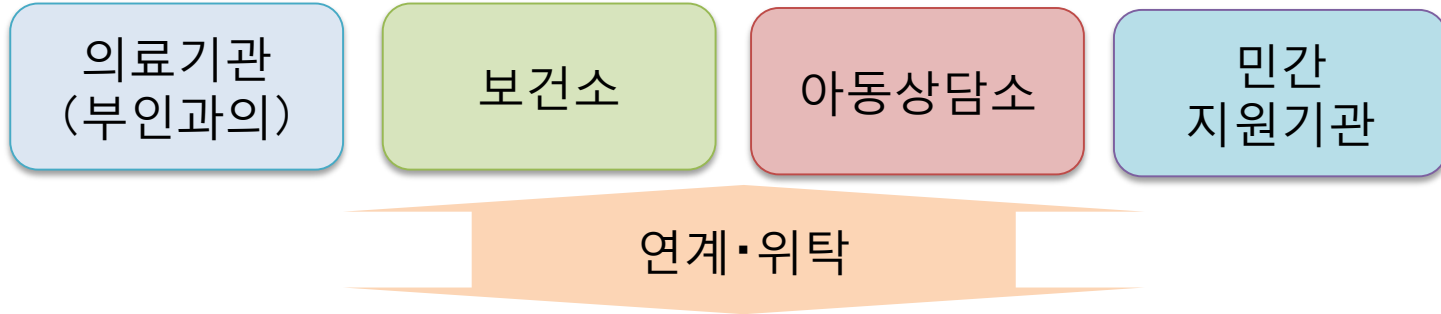 의료기관
(부인과의)
보건소
아동상담소
민간
지원기관
연계·위탁